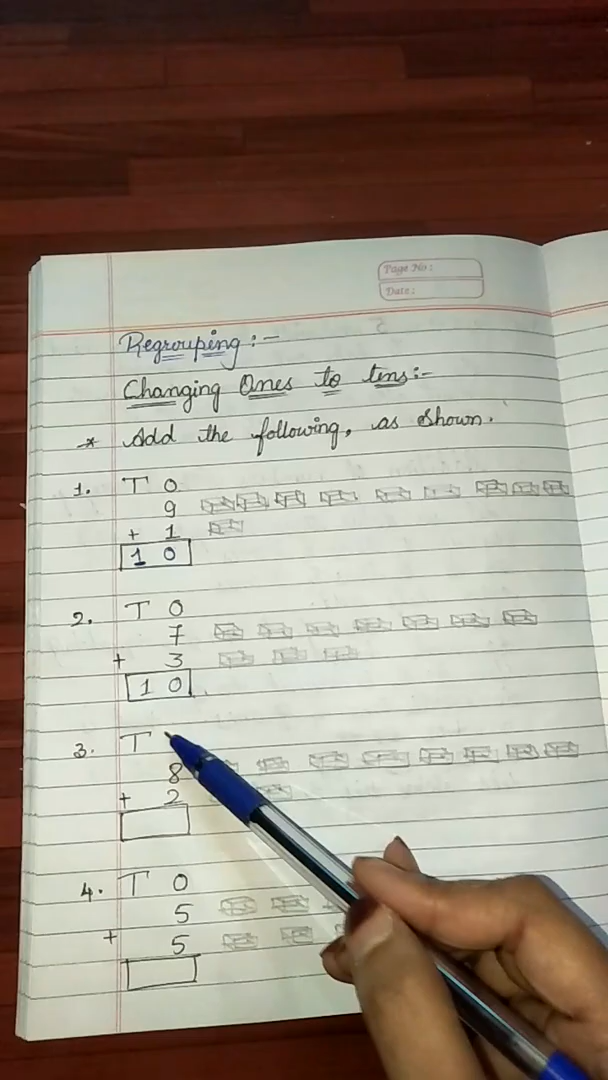 Page No :
Date :
Regrouping :-
Changing Ones to tens :-
* Add the following, as shown.
1. T O
9
+ 1
1 0
2. T O
7
+ 3
1 0
3. T
8
+ 2
4. T O
5
+ 5